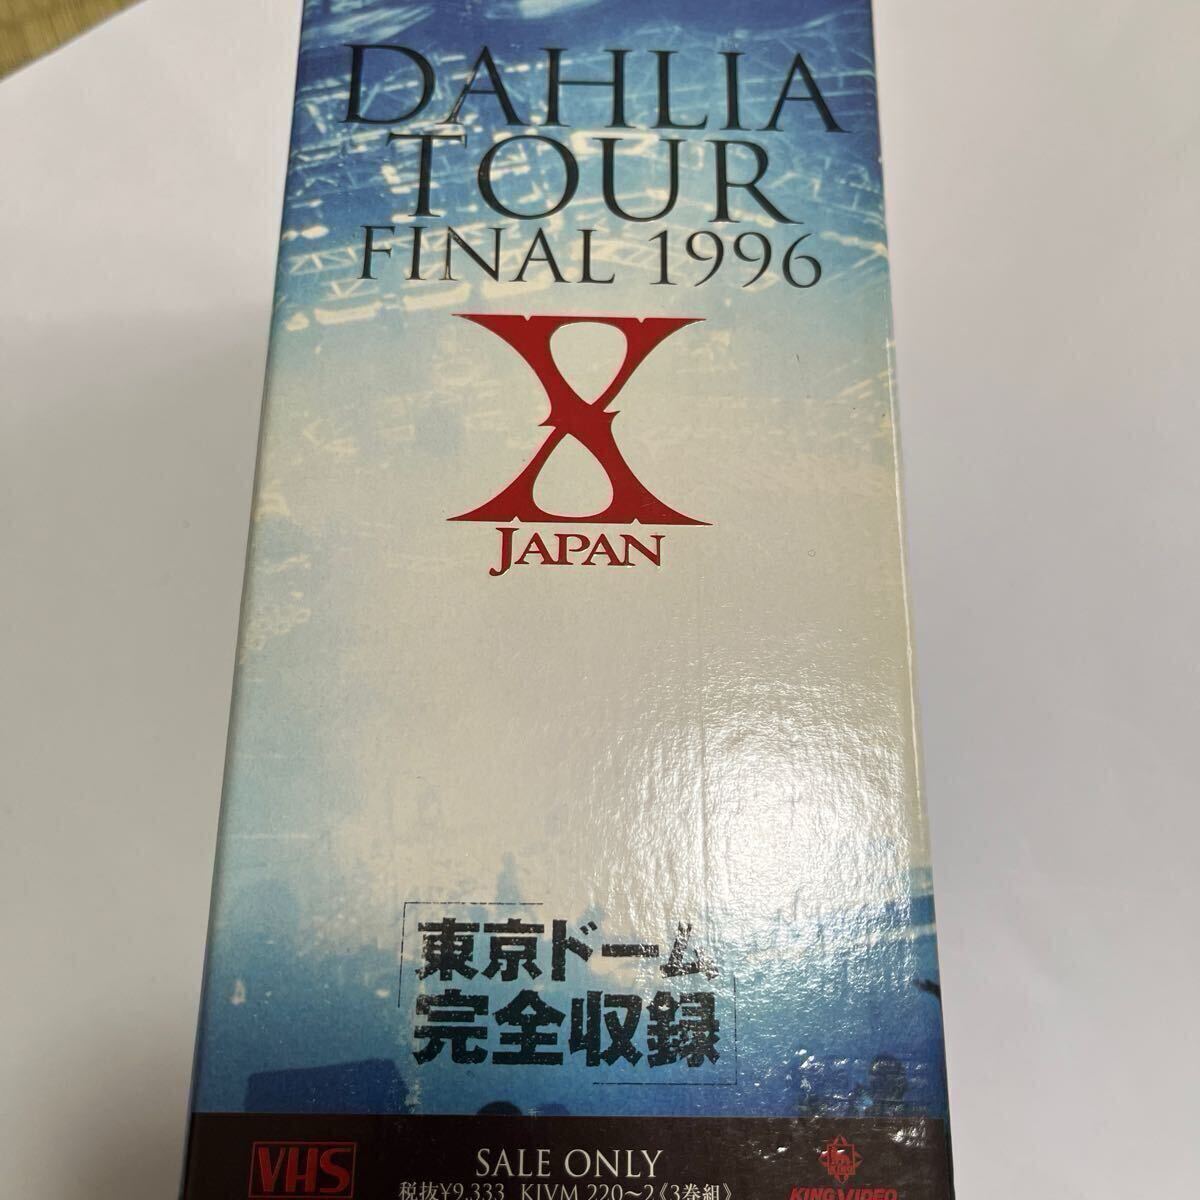 DAHLIA
TOUR
FINAL 1996
X
JAPAN
東京ドーム
完全収録
VHS
SALE ONLY
税抜¥9,333 KIVM 220～2《3巻組》
KING
KING VIDEO